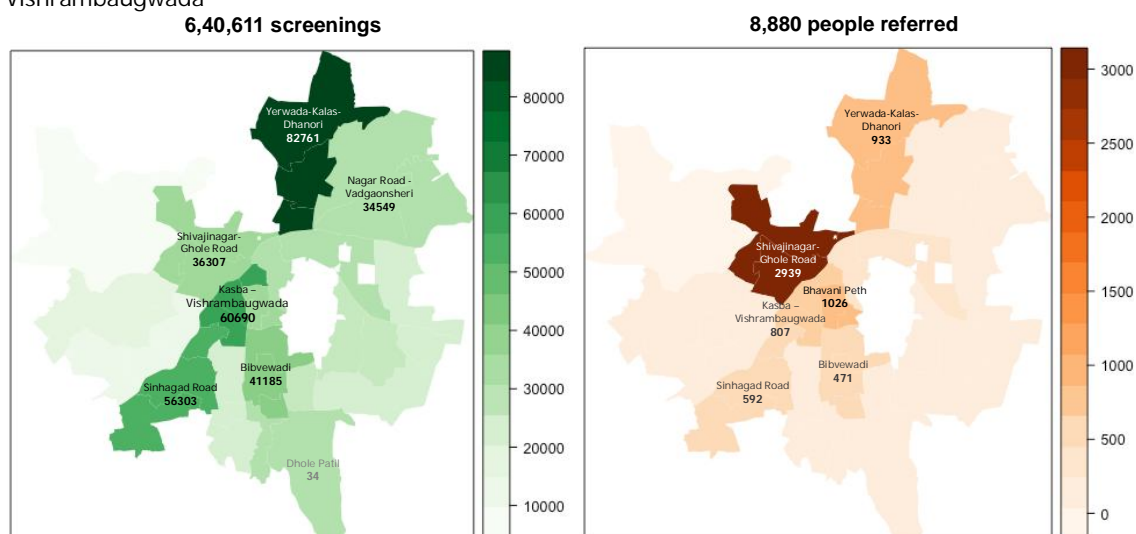 Vishrambaugwada
6,40,611 screenings
Yerwada-Kalas-
Dhanori
82761
Nagar Road -
Vadgaonsheri
34549
Shivajinagar-
Ghole Road
36307
Kasba –
Vishrambaugwada
60690
Bibvewadi
41185
Sinhagad Road
56303
Dhole Patil
34
80000
70000
60000
50000
40000
30000
20000
10000
8,880 people referred
Yerwada-Kalas-
Dhanori
933
Shivajinagar-
Ghole Road
2939
Bhavani Peth
1026
Kasba –
Vishrambaugwada
807
Bibvewadi
471
Sinhagad Road
592
3000
2500
2000
1500
1000
500
0